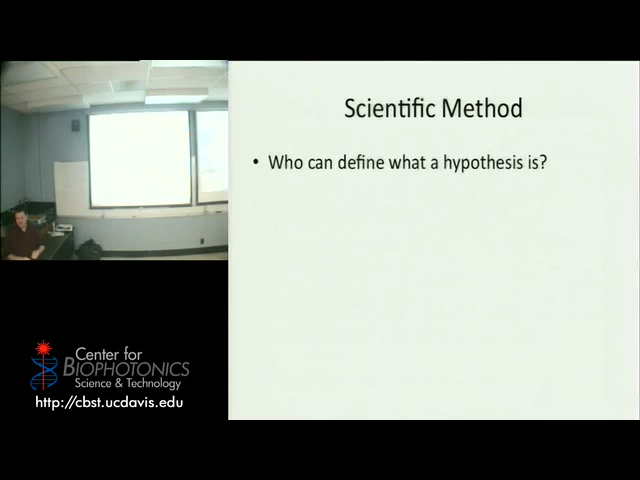 Scientific Method
• Who can define what a hypothesis is?
Center for
BIOPHOTONICS
Science & Technology
http://cbst.ucdavis.edu